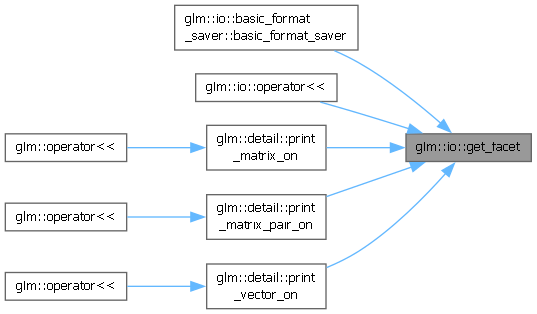 glm::io::basic_format
_saver::basic_format_saver
glm::io::operator<<
glm::operator<<
glm::detail::print
_matrix_on
glm::io::get_facet
glm::operator<<
glm::detail::print
_matrix_pair_on
glm::operator<<
glm::detail::print
_vector_on